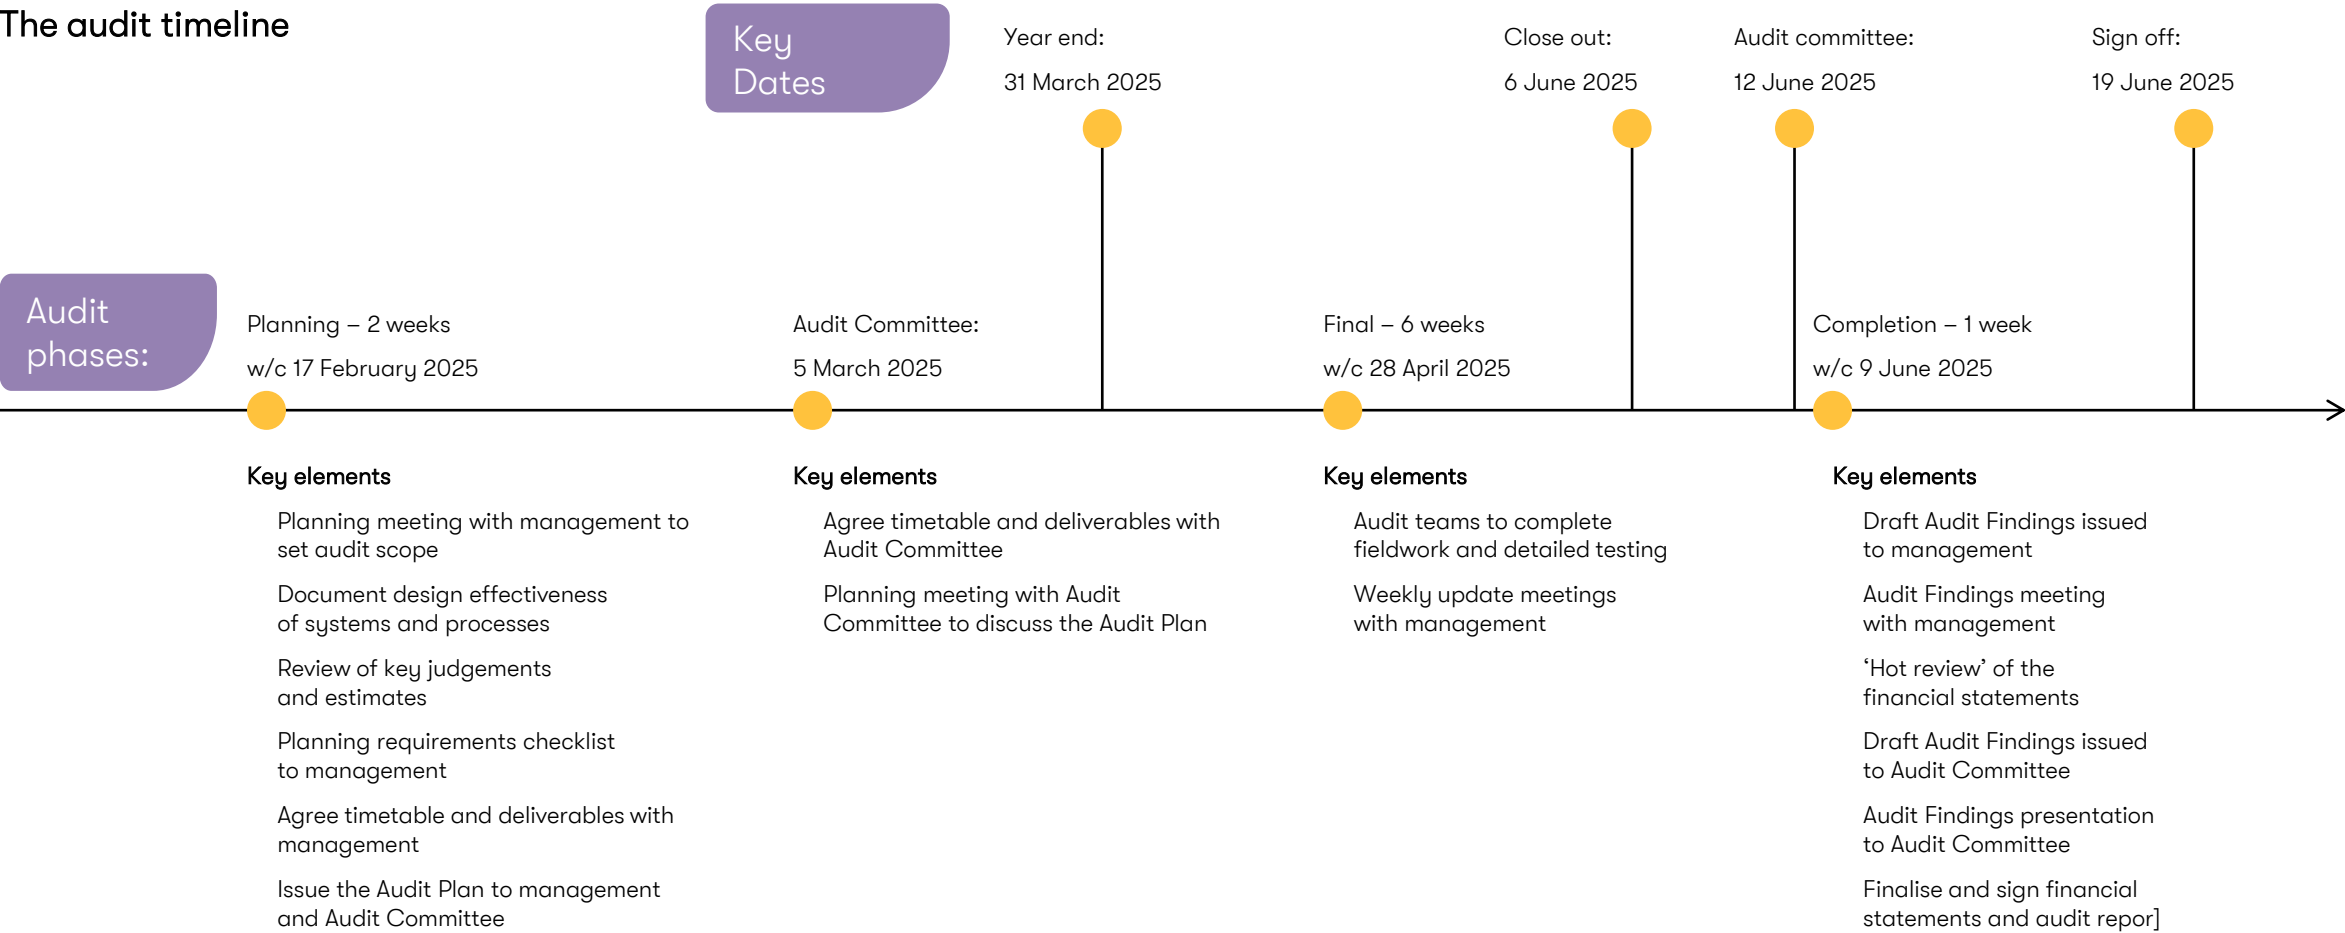 The audit timeline
Key
Dates
Year end:
31 March 2025
Close out:
6 June 2025
Audit committee:
12 June 2025
Sign off:
19 June 2025
Audit
phases:
Planning – 2 weeks
w/c 17 February 2025
Audit Committee:
5 March 2025
Final – 6 weeks
w/c 28 April 2025
Completion – 1 week
w/c 9 June 2025
Key elements
Planning meeting with management to
set audit scope
Document design effectiveness
of systems and processes
Review of key judgements
and estimates
Planning requirements checklist
to management
Agree timetable and deliverables with
management
Issue the Audit Plan to management
and Audit Committee
Key elements
Agree timetable and deliverables with
Audit Committee
Planning meeting with Audit
Committee to discuss the Audit Plan
Key elements
Audit teams to complete
fieldwork and detailed testing
Weekly update meetings
with management
Key elements
Draft Audit Findings issued
to management
Audit Findings meeting
with management
‘Hot review’ of the
financial statements
Draft Audit Findings issued
to Audit Committee
Audit Findings presentation
to Audit Committee
Finalise and sign financial
statements and audit repor]